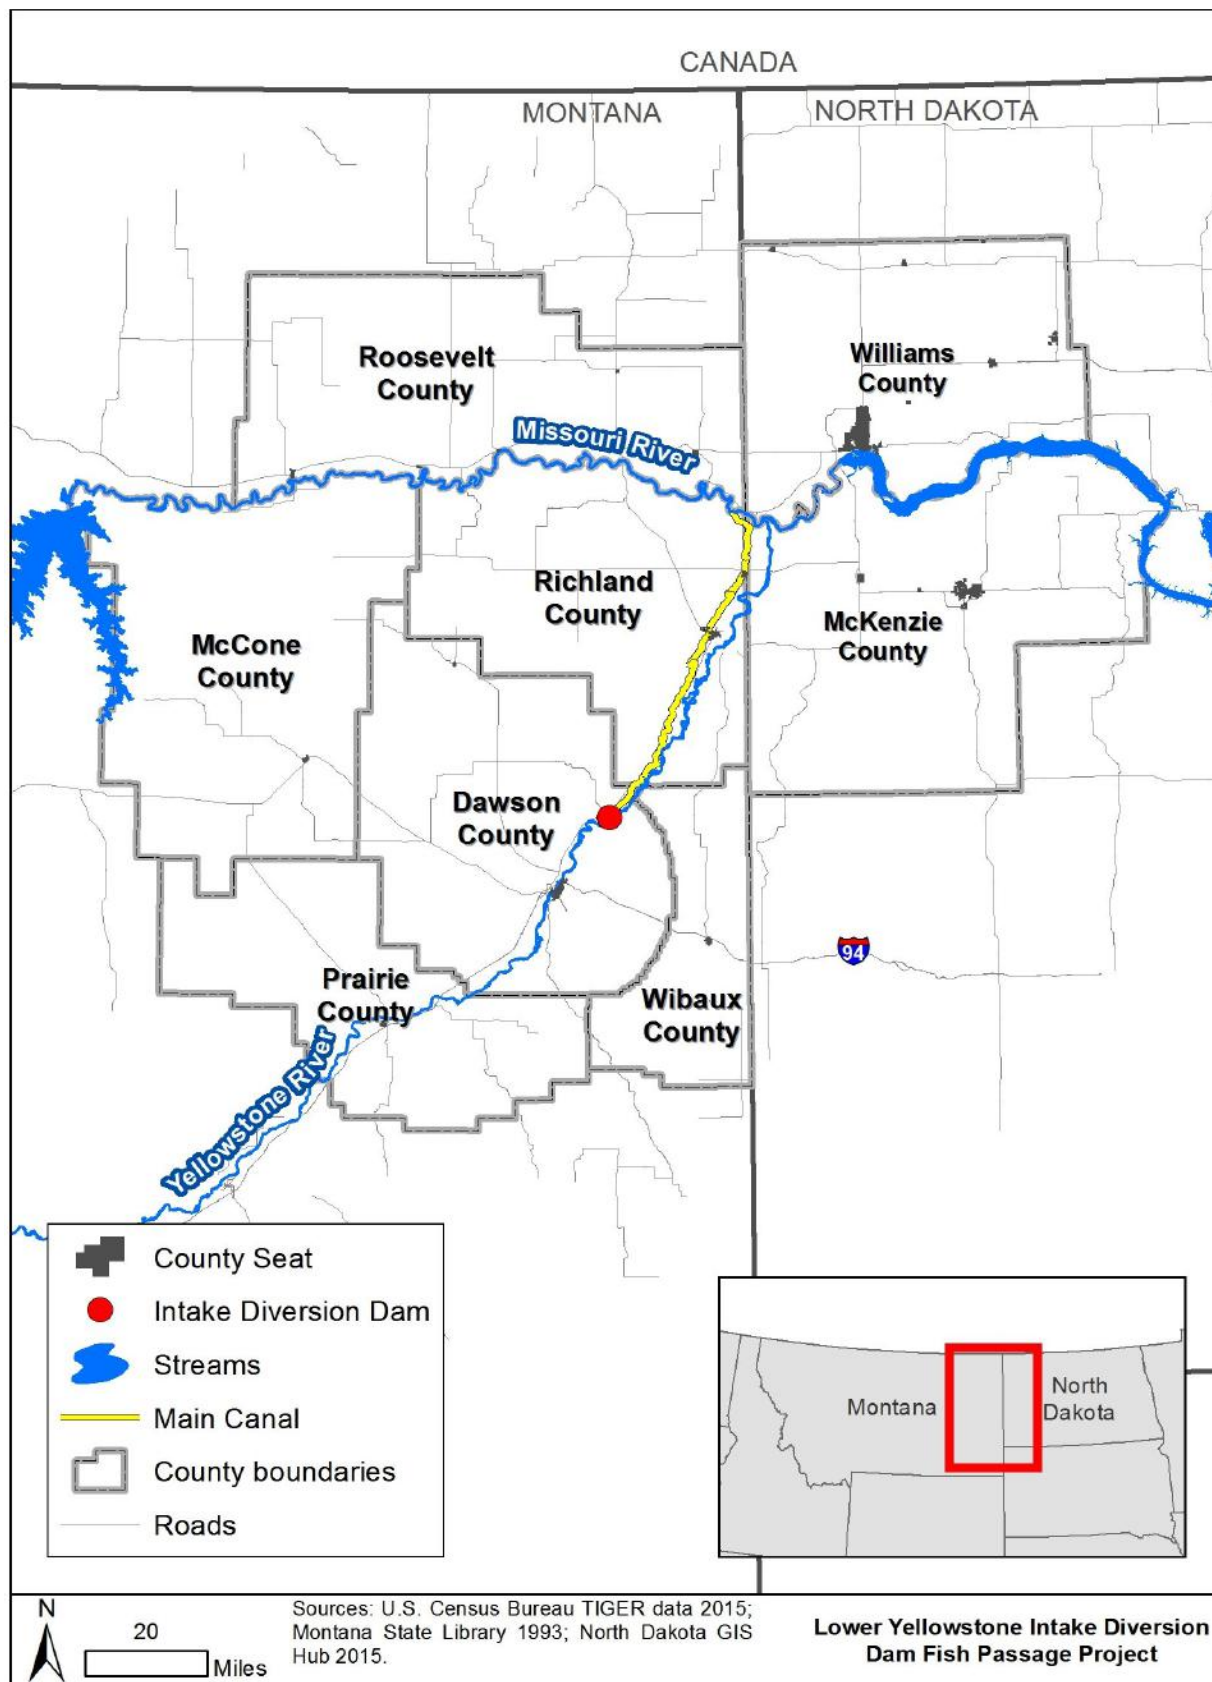 CANADA
MONTANA
NORTH DAKOTA
Roosevelt
County
Williams
County
Missouri River
Richland
County
McKenzie
County
McCone
County
Dawson
County
94
Prairie
County
Wibaux
County
Yellowstone River
County Seat
Intake Diversion Dam
Streams
Main Canal
County boundaries
Roads
Montana
North
Dakota
N
20
Miles
Sources: U.S. Census Bureau TIGER data 2015;
Montana State Library 1993; North Dakota GIS
Hub 2015.
Lower Yellowstone Intake Diversion
Dam Fish Passage Project